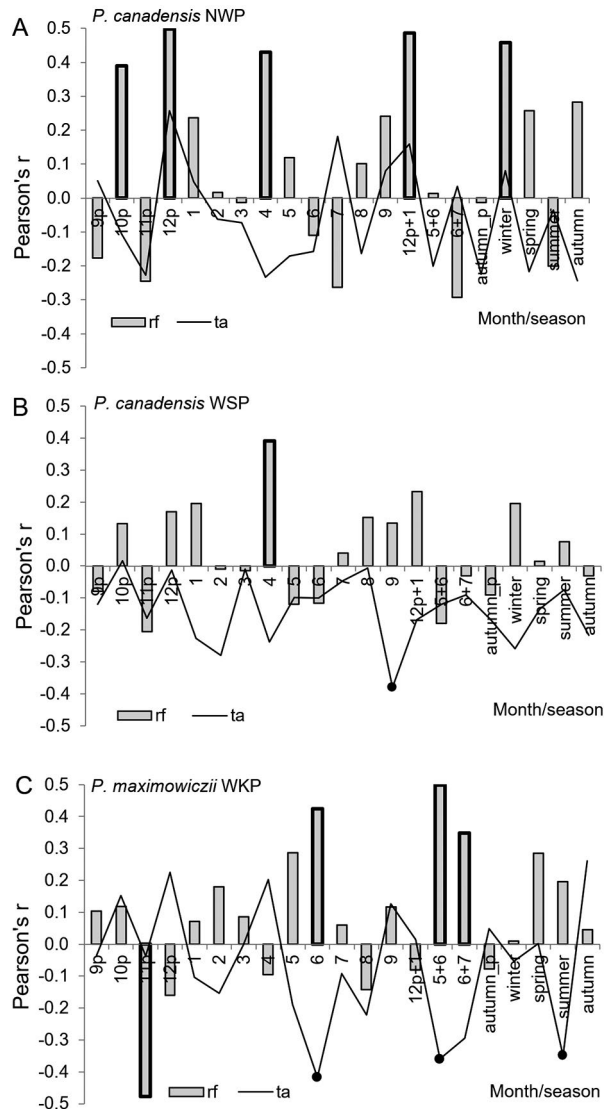 A
P. canadensis NWP
0.5
0.4
0.3
0.2
0.1
0.0
-0.1
-0.2
-0.3
-0.4
-0.5
Pearson's r
9p 10p 11p 12p 1 2 3 4 5 6 7 8 9 12p+1 5+6 6+7 autumn_p winter spring summer autumn
rf ta
Month/season
B
P. canadensis WSP
0.5
0.4
0.3
0.2
0.1
0.0
-0.1
-0.2
-0.3
-0.4
-0.5
Pearson's r
9p 10p 11p 12p 1 2 3 4 5 6 7 8 9 12p+1 5+6 6+7 autumn_p winter spring summer autumn
rf ta
Month/season
C
P. maximowiczii WKP
0.5
0.4
0.3
0.2
0.1
0.0
-0.1
-0.2
-0.3
-0.4
-0.5
Pearson's r
9p 10p 11p 12p 1 2 3 4 5 6 7 8 9 12p+1 5+6 6+7 autumn_p winter spring summer autumn
rf ta
Month/season